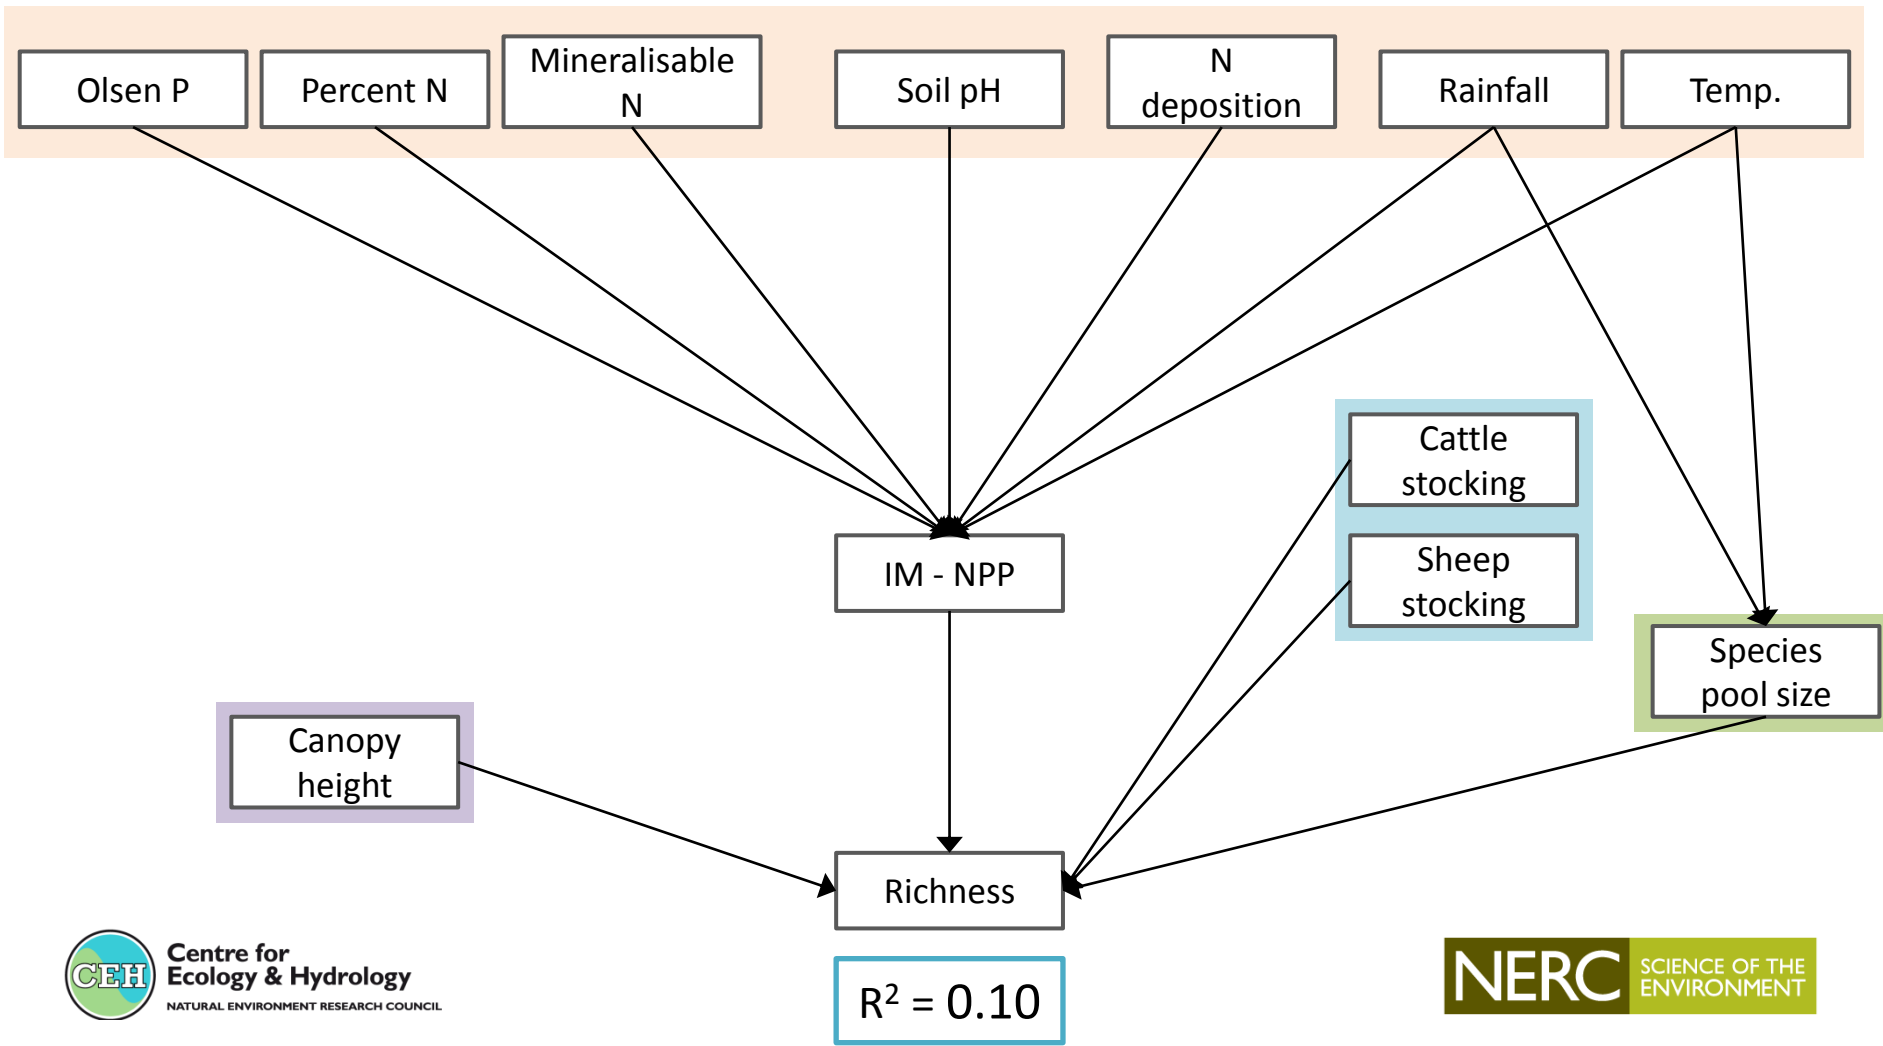 Olsen P
Percent N
Mineralisable
N
Soil pH
N
deposition
Rainfall
Temp.
Cattle
stocking
IM - NPP
Sheep
stocking
Species
pool size
Canopy
height
Richness
R² = 0.10
CEH
Centre for
Ecology & Hydrology
NATURAL ENVIRONMENT RESEARCH COUNCIL
NERC
SCIENCE OF THE
ENVIRONMENT